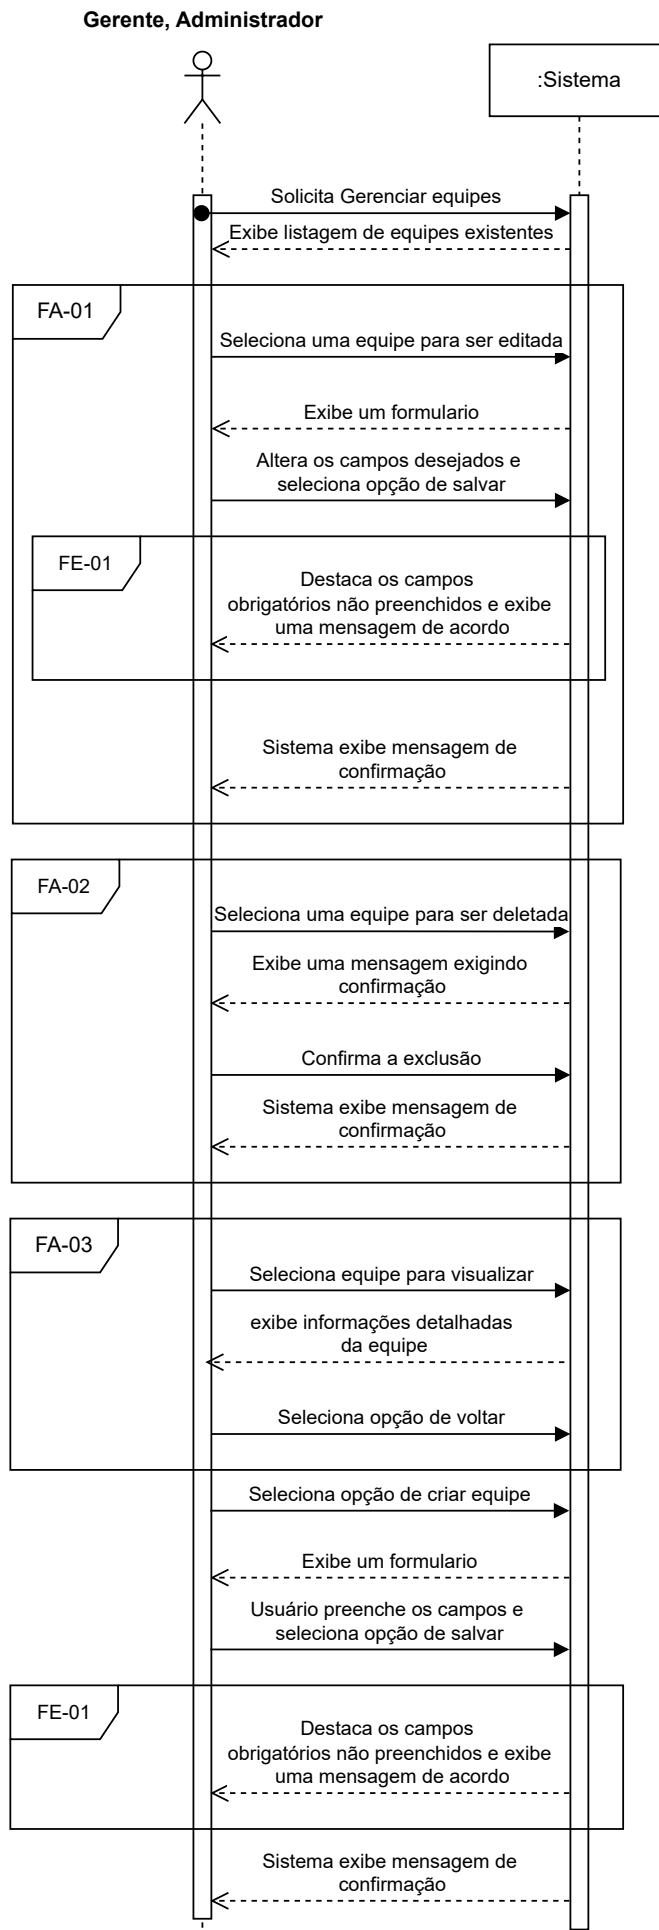 Gerente, Administrador
:Sistema
Solicita Gerenciar equipes
Exibe listagem de equipes existentes
FA-01
Seleciona uma equipe para ser editada
Exibe um formulario
Altera os campos desejados e
seleciona opção de salvar
FE-01
Destaca os campos
obrigatórios não preenchidos e exibe
uma mensagem de acordo
Sistema exibe mensagem de
confirmação
FA-02
Seleciona uma equipe para ser deletada
Exibe uma mensagem exigindo
confirmação
Confirma a exclusão
Sistema exibe mensagem de
confirmação
FA-03
Seleciona equipe para visualizar
exibe informações detalhadas
da equipe
Seleciona opção de voltar
Seleciona opção de criar equipe
Exibe um formulario
Usuário preenche os campos e
seleciona opção de salvar
FE-01
Destaca os campos
obrigatórios não preenchidos e exibe
uma mensagem de acordo
Sistema exibe mensagem de
confirmação